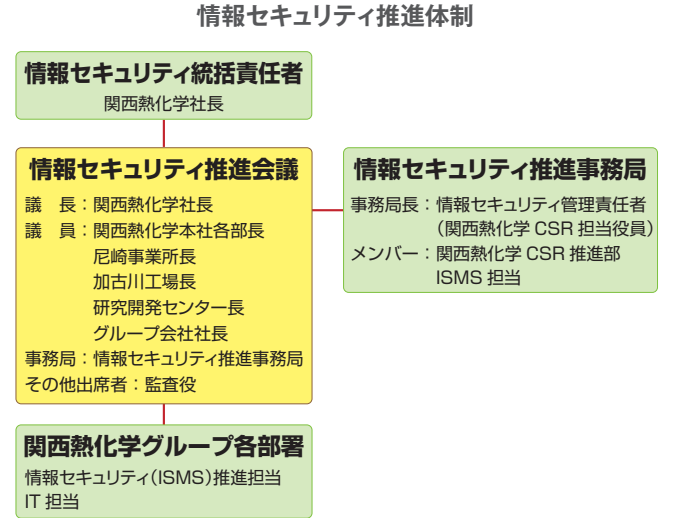 情報セキュリティ推進体制
情報セキュリティ統括責任者
関西熱化学社長
情報セキュリティ推進会議
議　長：関西熱化学社長
議　員：関西熱化学本社各部長
尼崎事業所長
加古川工場長
研究開発センター長
グループ会社社長
事務局：情報セキュリティ推進事務局
その他出席者：監査役
情報セキュリティ推進事務局
事務局長：情報セキュリティ管理責任者
（関西熱化学 CSR 担当役員）
メンバー：関西熱化学 CSR 推進部
ISMS 担当
関西熱化学グループ各部署
情報セキュリティ（ISMS）推進担当
IT 担当